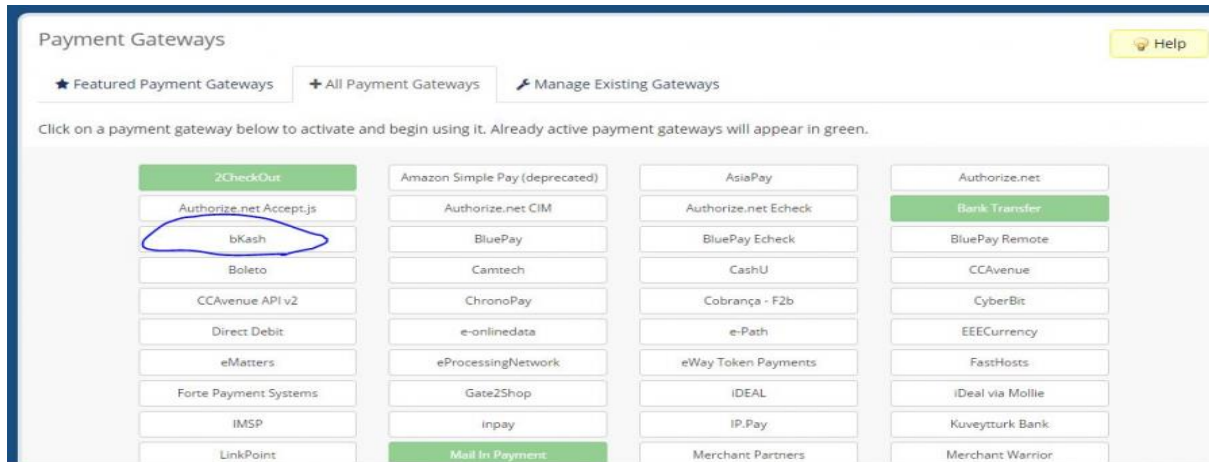 Payment Gateways
Help
Featured Payment Gateways
All Payment Gateways
Manage Existing Gateways
Click on a payment gateway below to activate and begin using it. Already active payment gateways will appear in green.
2CheckOut
Amazon Simple Pay (deprecated)
AsiaPay
Authorize.net
Authorize.net Accept.js
Authorize.net CIM
Authorize.net Echeck
Bank Transfer
bKash
BluePay
BluePay Echeck
BluePay Remote
Boleto
Camtech
CashU
CCAvenue
CCAvenue API v2
ChronoPay
Cobrança - F2b
CyberBit
Direct Debit
e-onlinedata
e-Path
EEECurrency
eMatters
eProcessingNetwork
eWay Token Payments
FastHosts
Forte Payment Systems
Gate2Shop
iDEAL
iDeal via Mollie
IMSP
inpay
IP.Pay
Kuveytturk Bank
LinkPoint
Mail In Payment
Merchant Partners
Merchant Warrior